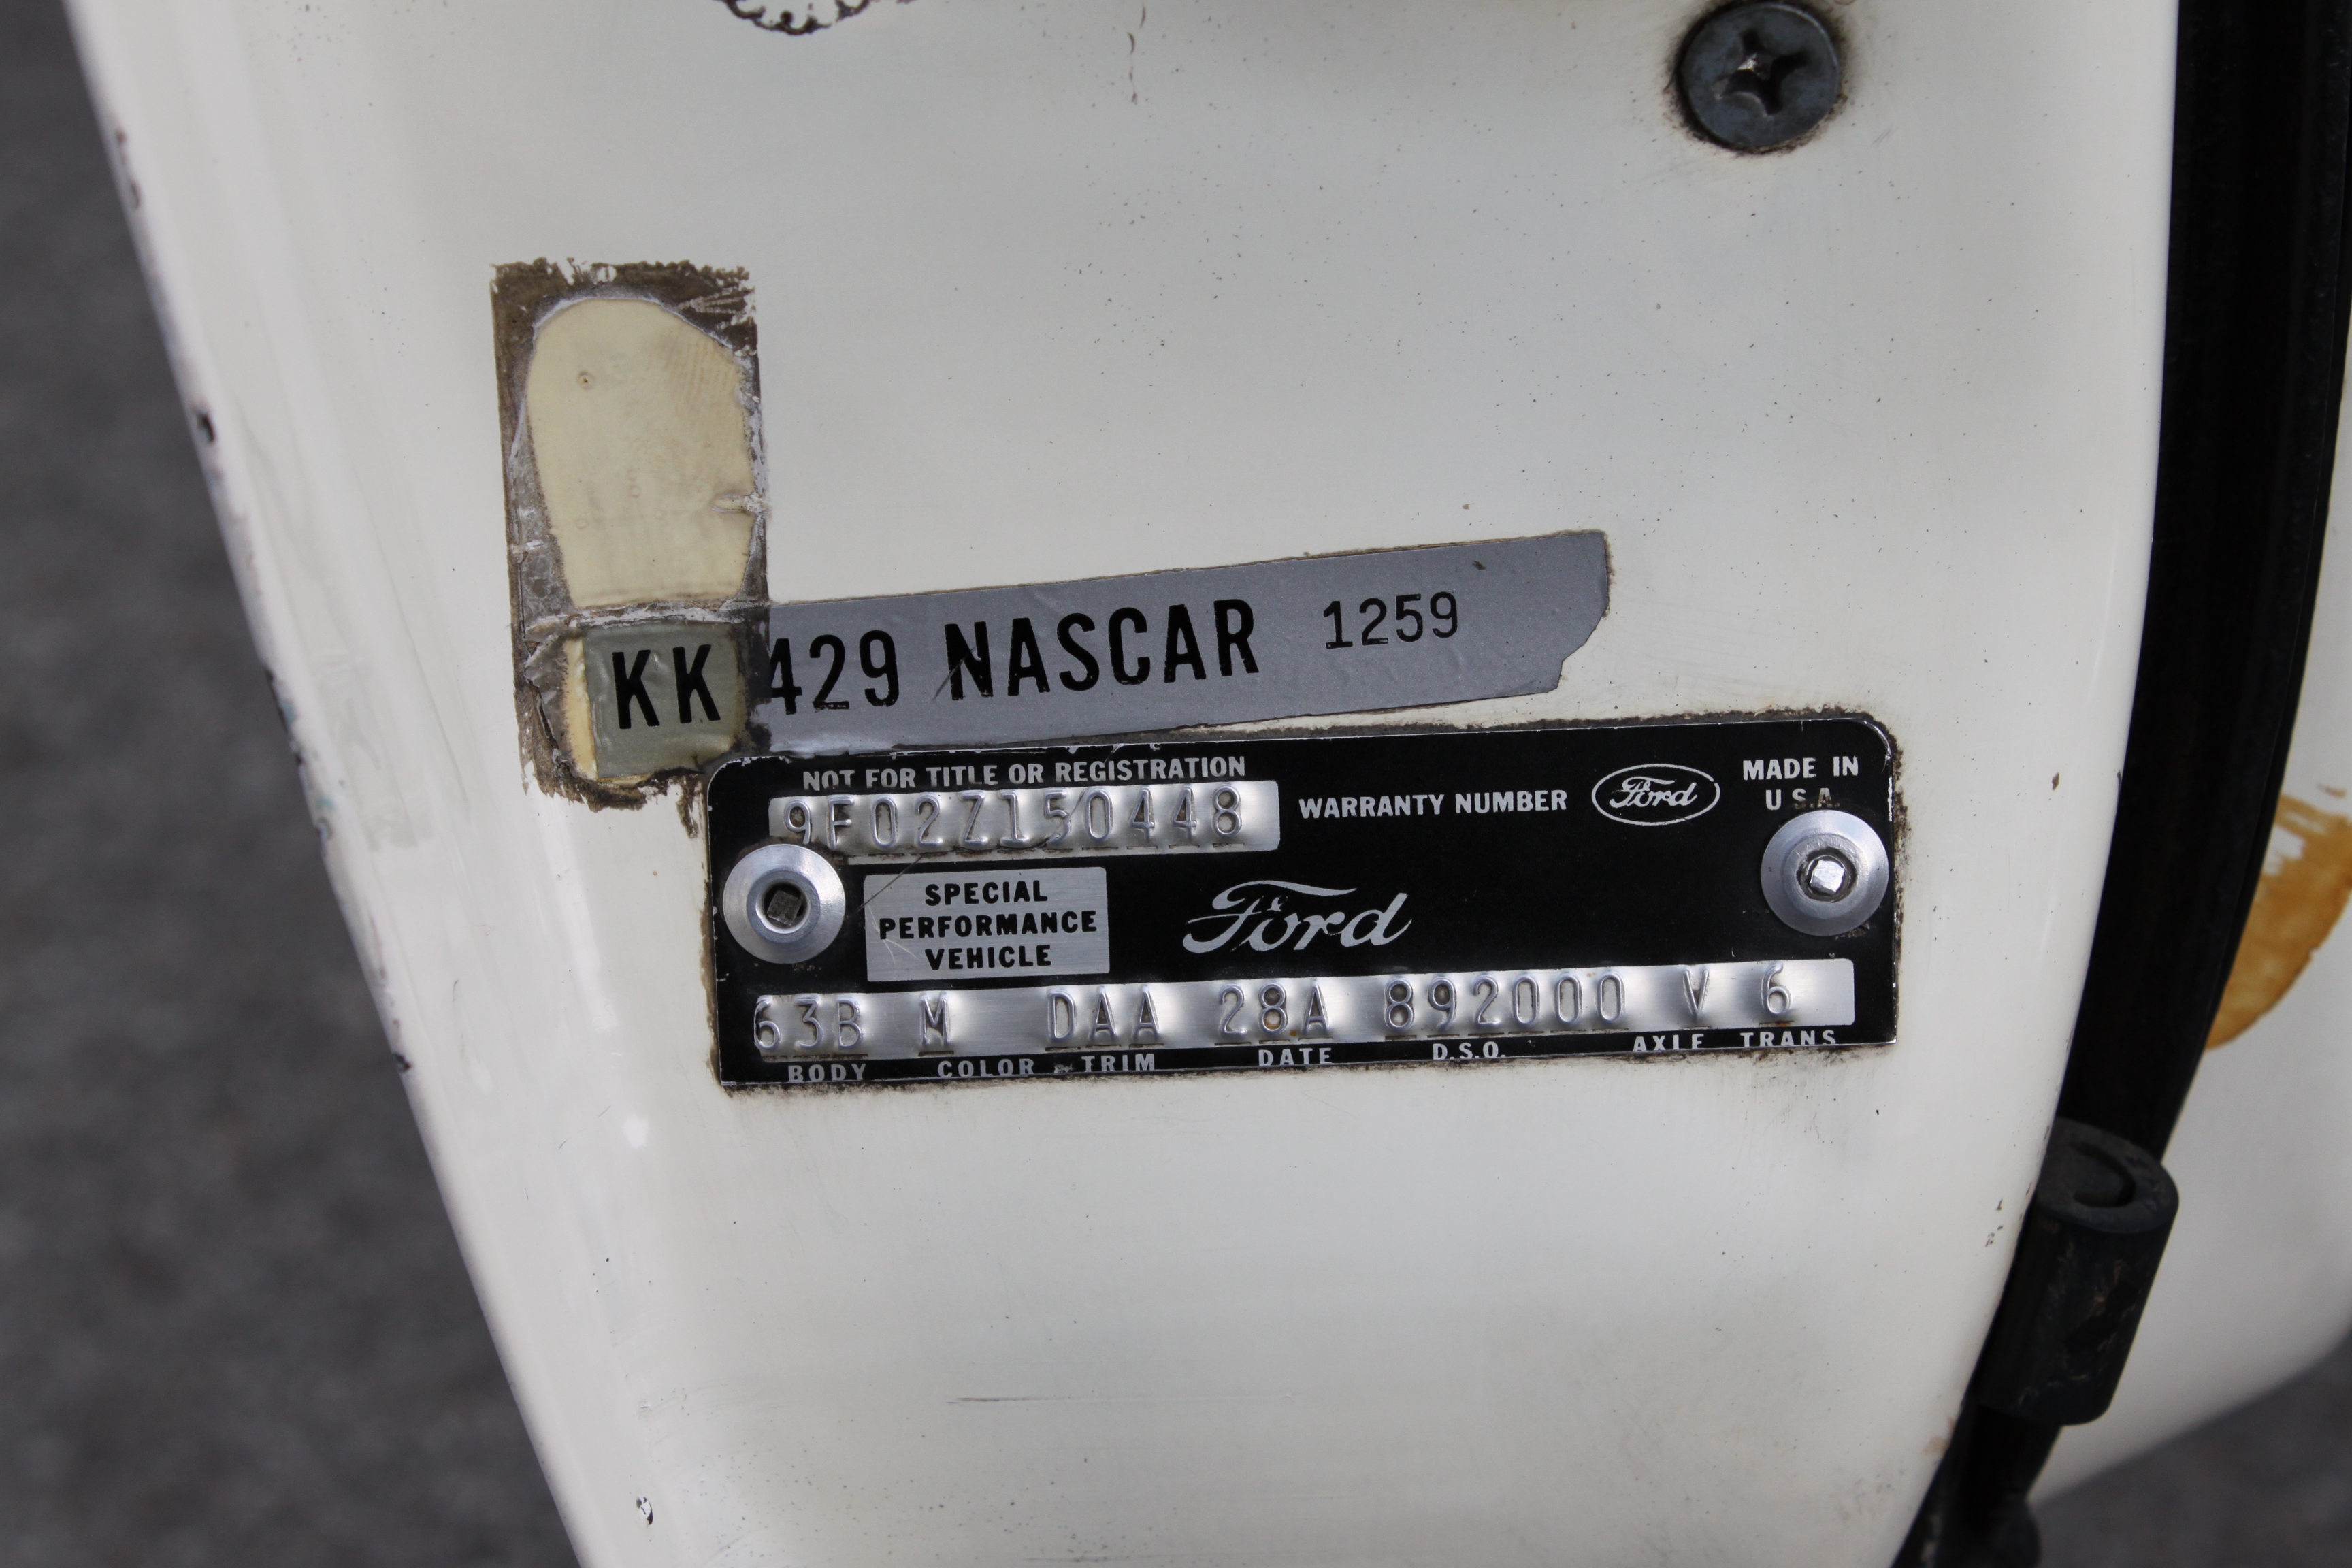 KK 429 NASCAR 1259
NOT FOR TITLE OR REGISTRATION
9F02Z150448
WARRANTY NUMBER
Ford
MADE IN
U.S.A.
SPECIAL
PERFORMANCE
VEHICLE
Ford
63B M DAA 28A 892000 V 6
BODY COLOR TRIM DATE D.S.O. AXLE TRANS